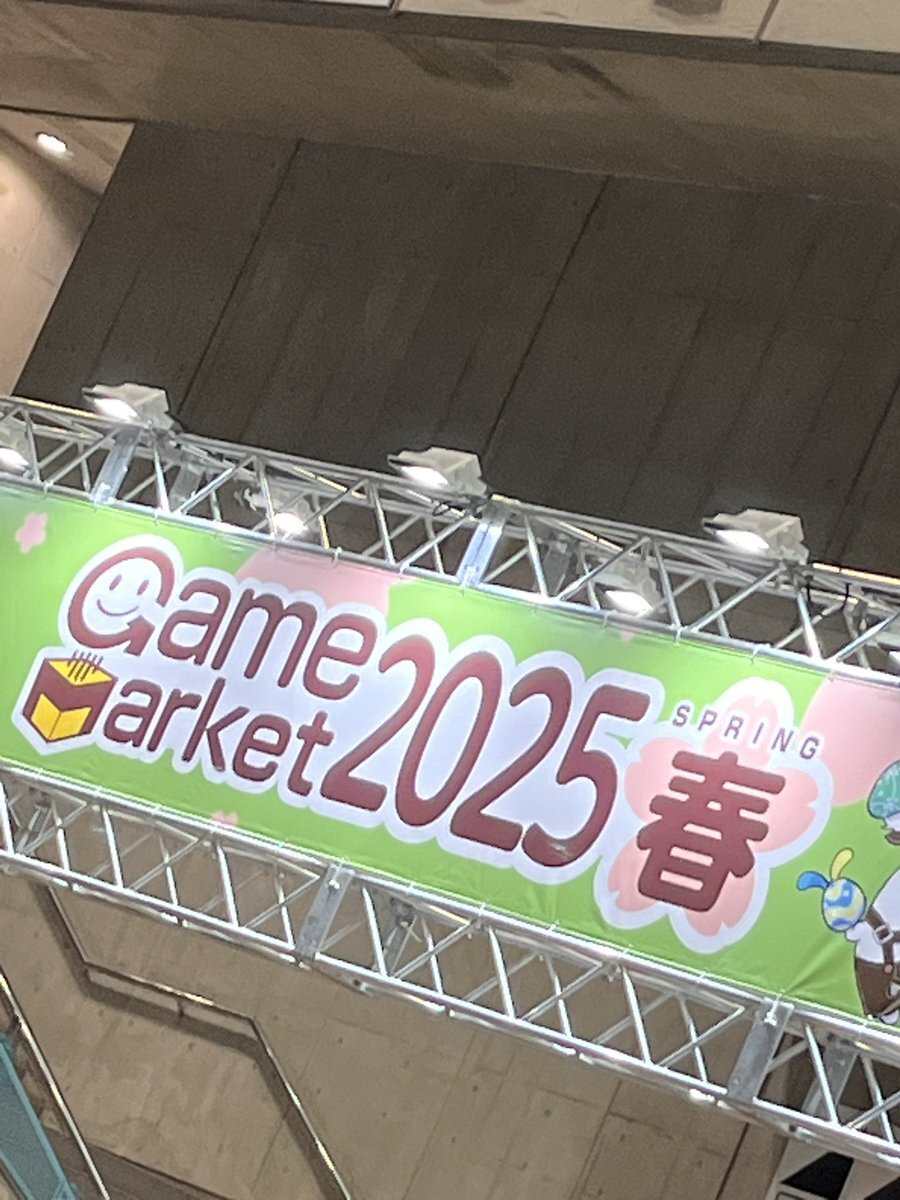 Game
Market 2025
SPRING
春